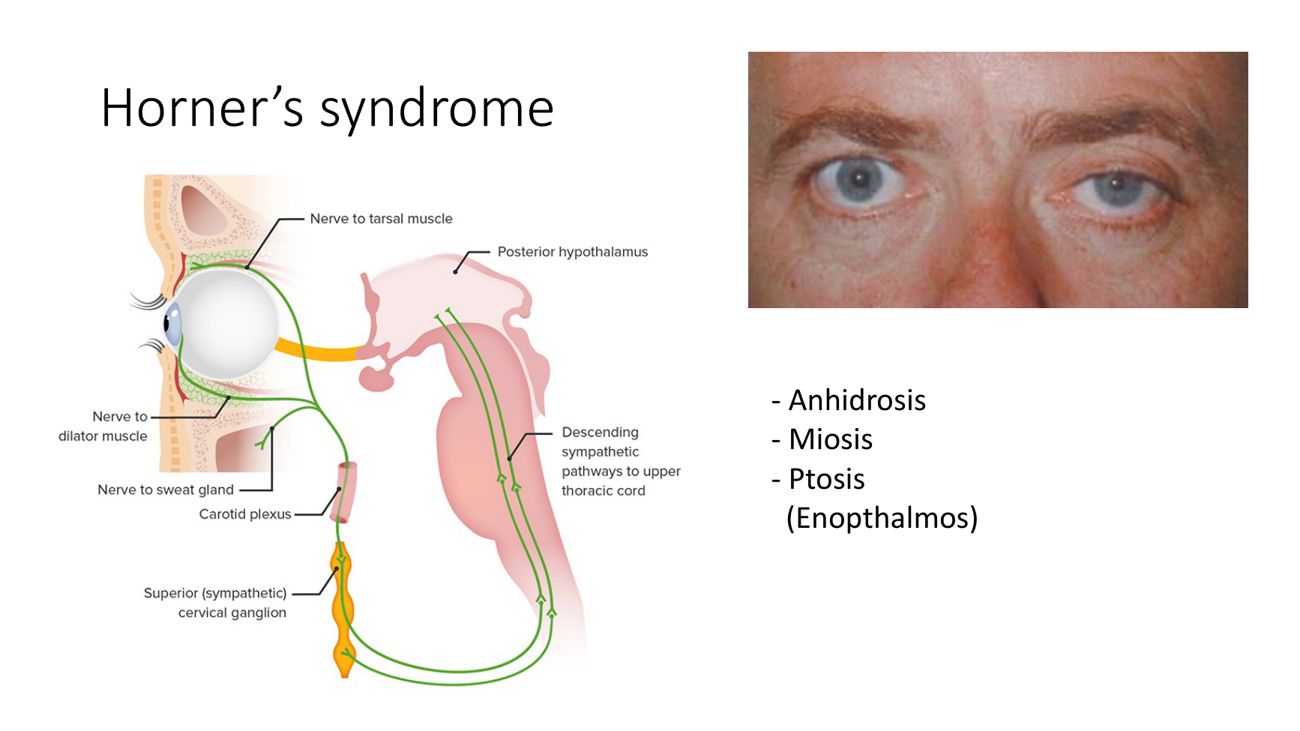 Horner’s syndrome
Nerve to tarsal muscle
Posterior hypothalamus
Nerve to
dilator muscle
Descending
sympathetic
pathways to upper
thoracic cord
Nerve to sweat gland
Carotid plexus
Superior (sympathetic)
cervical ganglion
- Anhidrosis
- Miosis
- Ptosis
(Enopthalmos)